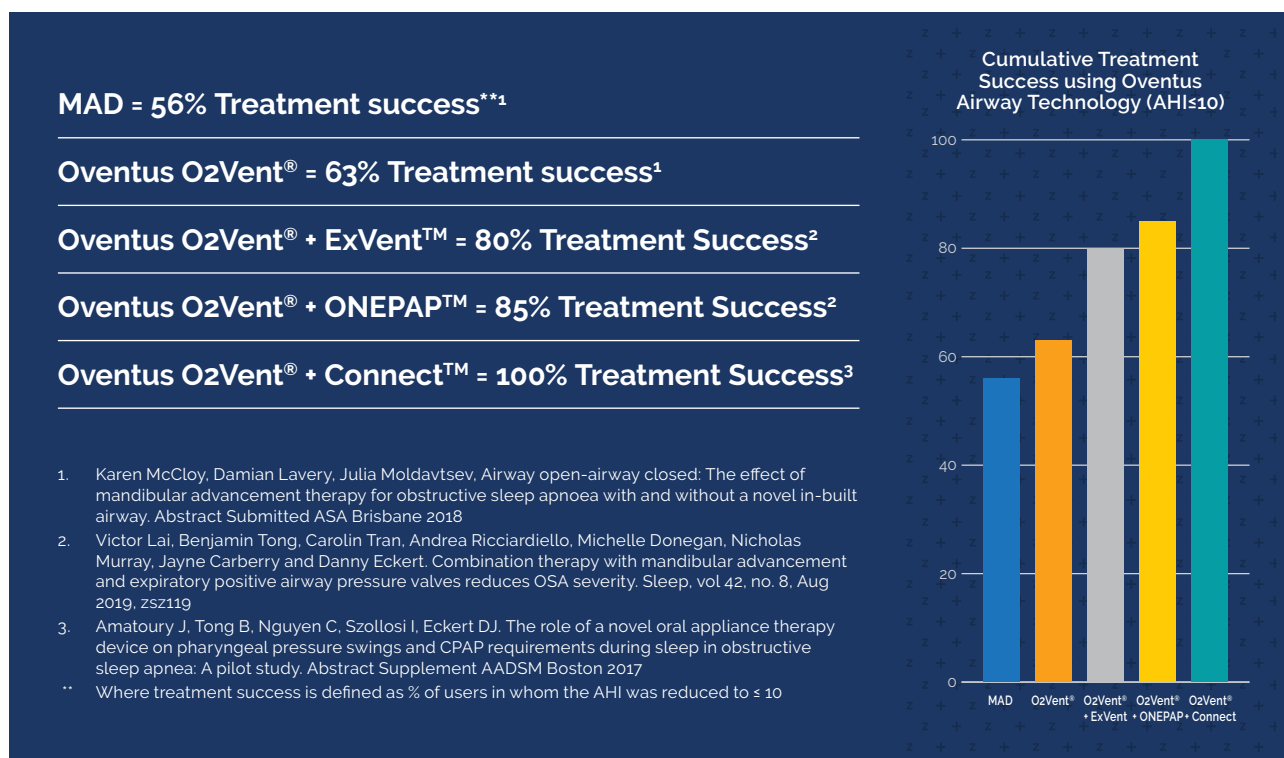 MAD = 56% Treatment success**¹
Oventus O2Vent® = 63% Treatment success¹
Oventus O2Vent® + ExVent™ = 80% Treatment Success²
Oventus O2Vent® + ONEPAP™ = 85% Treatment Success²
Oventus O2Vent® + Connect™ = 100% Treatment Success³
1. Karen McCloy, Damian Lavery, Julia Moldavtsev, Airway open-airway closed: The effect of
mandibular advancement therapy for obstructive sleep apnoea with and without a novel in-built
airway. Abstract Submitted ASA Brisbane 2018
2. Victor Lai, Benjamin Tong, Carolin Tran, Andrea Ricciardiello, Michelle Donegan, Nicholas
Murray, Jayne Carberry and Danny Eckert. Combination therapy with mandibular advancement
and expiratory positive airway pressure valves reduces OSA severity. Sleep, vol 42, no. 8, Aug
2019, zsz119
3. Amatoury J, Tong B, Nguyen C, Szollosi I, Eckert DJ. The role of a novel oral appliance therapy
device on pharyngeal pressure swings and CPAP requirements during sleep in obstructive
sleep apnea: A pilot study. Abstract Supplement AADSM Boston 2017
** Where treatment success is defined as % of users in whom the AHI was reduced to ≤ 10
Cumulative Treatment
Success using Oventus
Airway Technology (AHI≤10)
100
80
60
40
20
0
MAD O2Vent® O2Vent® O2Vent® O2Vent®
+ ExVent + ONEPAP + Connect